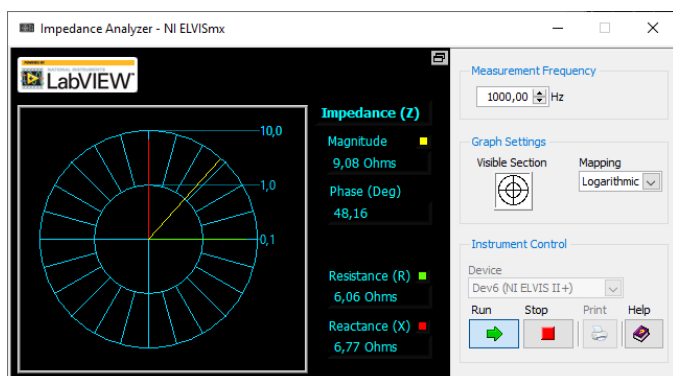 Impedance Analyzer - NI ELVISmx
LabVIEW
10,0
1,0
0,1
Impedance (Z)
Magnitude
9,08 Ohms
Phase (Deg)
48,16
Resistance (R)
6,06 Ohms
Reactance (X)
6,77 Ohms
Measurement Frequency
1000,00 Hz
Graph Settings
Visible Section
Mapping
Logarithmic
Instrument Control
Device
Dev6 (NI ELVIS II+)
Run Stop Print Help